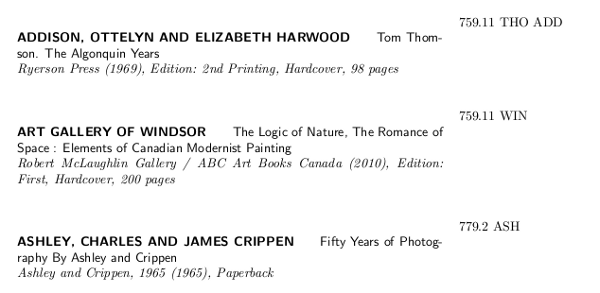 759.11 THO ADD
ADDISON, OTTELYN AND ELIZABETH HARWOOD Tom Thom-
son. The Algonquin Years
Ryerson Press (1969), Edition: 2nd Printing, Hardcover, 98 pages
759.11 WIN
ART GALLERY OF WINDSOR The Logic of Nature, The Romance of
Space : Elements of Canadian Modernist Painting
Robert McLaughlin Gallery / ABC Art Books Canada (2010), Edition:
First, Hardcover, 200 pages
779.2 ASH
ASHLEY, CHARLES AND JAMES CRIPPEN Fifty Years of Photog-
raphy By Ashley and Crippen
Ashley and Crippen, 1965 (1965), Paperback